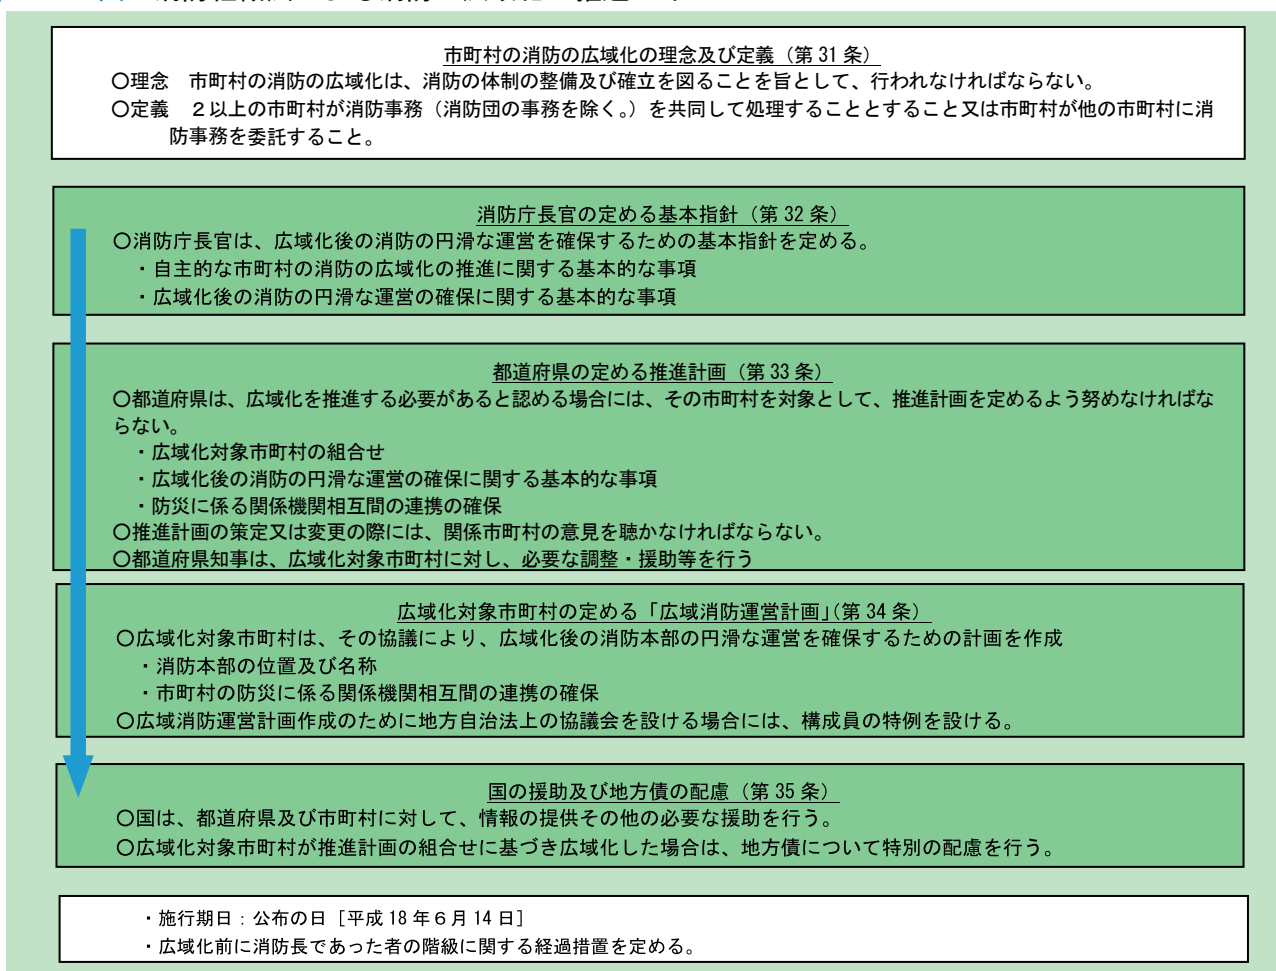 市町村の消防の広域化の理念及び定義（第 31 条）
○理念　市町村の消防の広域化は、消防の体制の整備及び確立を図ることを旨として、行われなければならない。
○定義　２以上の市町村が消防事務（消防団の事務を除く。）を共同して処理することとすること又は市町村が他の市町村に消
防事務を委託すること。
消防庁長官の定める基本指針（第 32 条）
○消防庁長官は、広域化後の消防の円滑な運営を確保するための基本指針を定める。
・自主的な市町村の消防の広域化の推進に関する基本的な事項
・広域化後の消防の円滑な運営の確保に関する基本的な事項
都道府県の定める推進計画（第 33 条）
○都道府県は、広域化を推進する必要があると認める場合には、その市町村を対象として、推進計画を定めるよう努めなければな
らない。
・広域化対象市町村の組合せ
・広域化後の消防の円滑な運営の確保に関する基本的な事項
・防災に係る関係機関相互間の連携の確保
○推進計画の策定又は変更の際には、関係市町村の意見を聴かなければならない。
○都道府県知事は、広域化対象市町村に対し、必要な調整・援助等を行う
広域化対象市町村の定める「広域消防運営計画」（第 34 条）
○広域化対象市町村は、その協議により、広域化後の消防本部の円滑な運営を確保するための計画を作成
・消防本部の位置及び名称
・市町村の防災に係る関係機関相互間の連携の確保
○広域消防運営計画作成のために地方自治法上の協議会を設ける場合には、構成員の特例を設ける。
国の援助及び地方債の配慮（第 35 条）
○国は、都道府県及び市町村に対して、情報の提供その他の必要な援助を行う。
○広域化対象市町村が推進計画の組合せに基づき広域化した場合は、地方債について特別の配慮を行う。
・施行期日：公布の日［平成 18 年６月 14 日］
・広域化前に消防長であった者の階級に関する経過措置を定める。